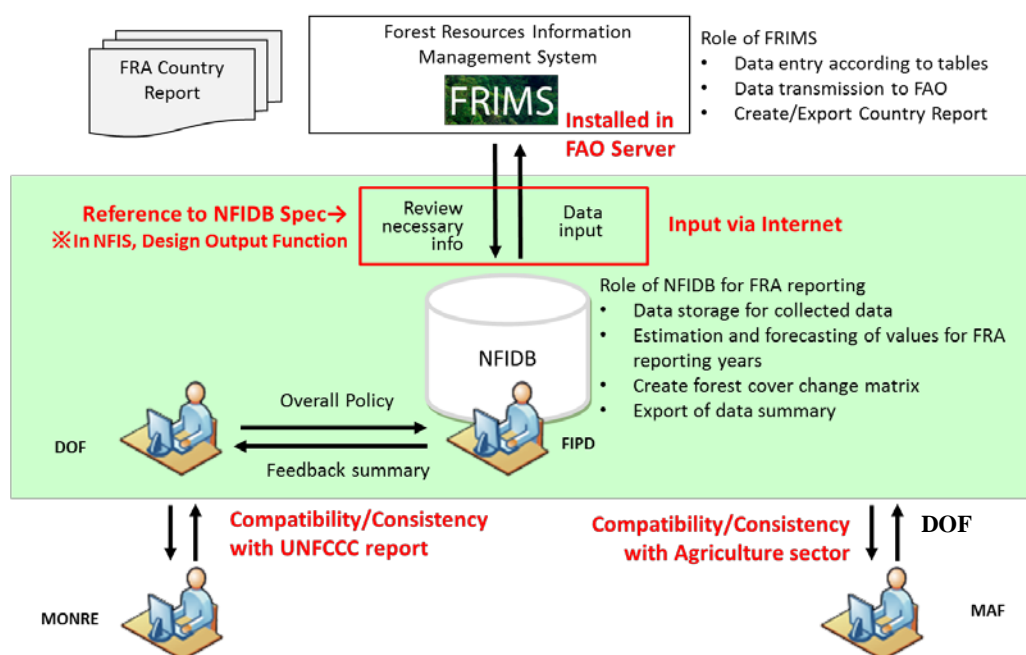 FRA Country
Report
Forest Resources Information
Management System
FRIMS
Installed in
FAO Server
Role of FRIMS
• Data entry according to tables
• Data transmission to FAO
• Create/Export Country Report
Reference to NFIDB Spec→
※In NFIS, Design Output Function
Review
necessary
info
Data
input
Input via Internet
Role of NFIDB for FRA reporting
• Data storage for collected data
• Estimation and forecasting of values for FRA
reporting years
• Create forest cover change matrix
• Export of data summary
NFIDB
DOF
Overall Policy
Feedback summary
FIPD
Compatibility/Consistency
with UNFCCC report
Compatibility/Consistency
with Agriculture sector
DOF
MONRE
MAF